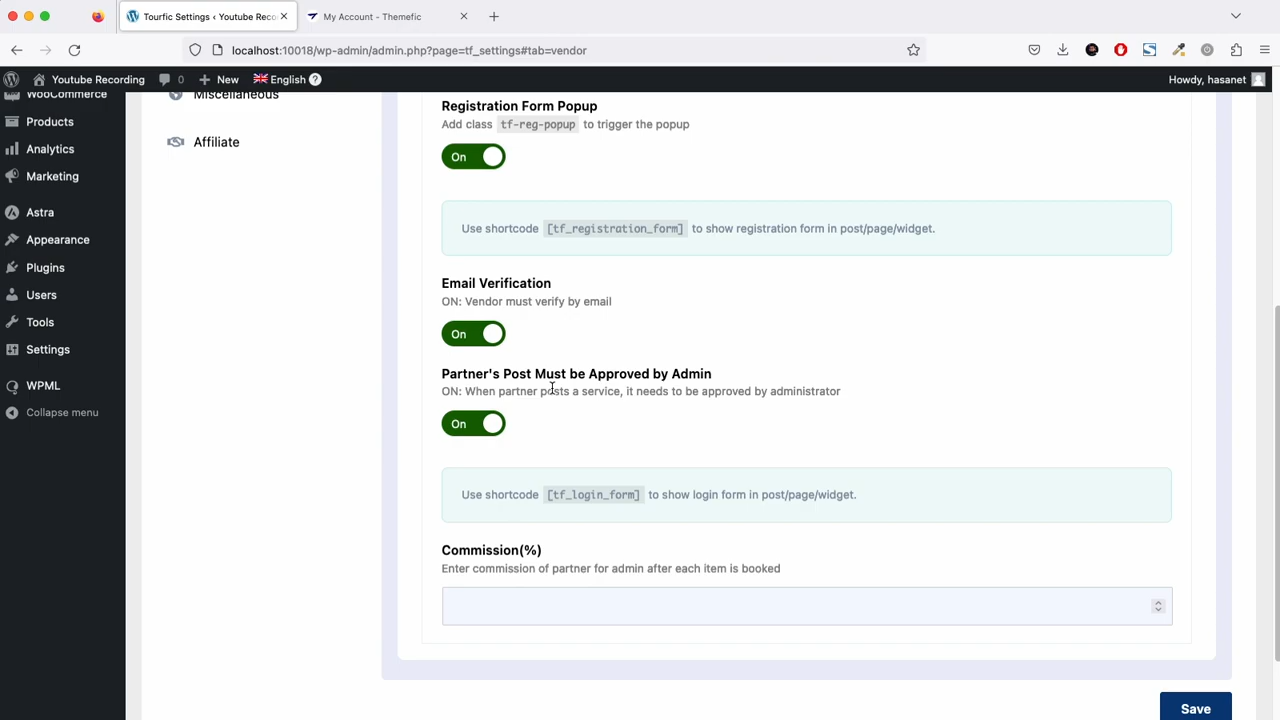 Tourfic Settings ‹ Youtube Reco
My Account - Themefic
localhost:10018/wp-admin/admin.php?page=tf_settings#tab=vendor
Youtube Recording
0
New
English
Howdy, hasanet
WooCommerce
Products
Analytics
Marketing
Astra
Appearance
Plugins
Users
Tools
Settings
WPML
Collapse menu
Miscellaneous
Affiliate
Registration Form Popup
Add class tf-reg-popup to trigger the popup
On
Use shortcode [tf_registration_form] to show registration form in post/page/widget.
Email Verification
ON: Vendor must verify by email
On
Partner's Post Must be Approved by Admin
ON: When partner posts a service, it needs to be approved by administrator
On
Use shortcode [tf_login_form] to show login form in post/page/widget.
Commission(%)
Enter commission of partner for admin after each item is booked
Save